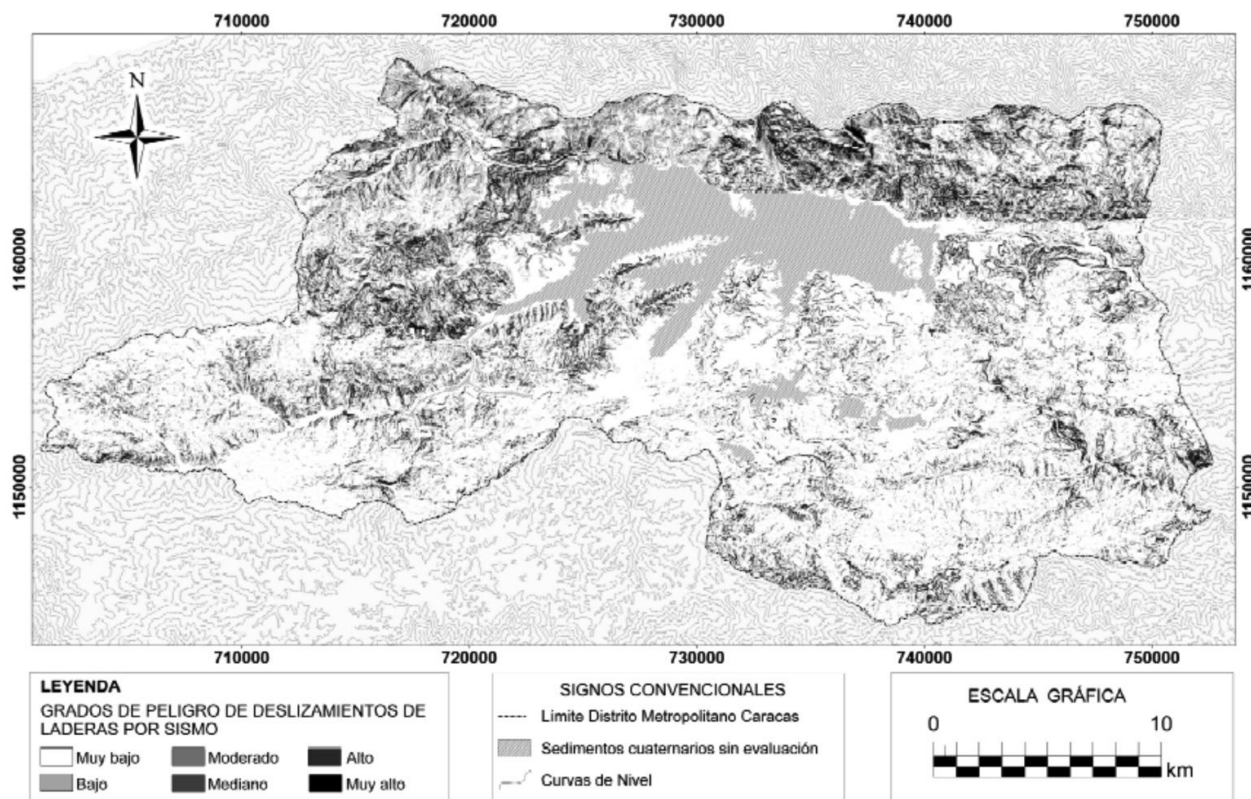 710000 720000 730000 740000 750000
N
1160000 1160000
1150000 1150000
710000 720000 730000 740000 750000
LEYENDA
GRADOS DE PELIGRO DE DESLIZAMIENTOS DE
LADERAS POR SISMO
Muy bajo Moderado Alto
Bajo Mediano Muy alto
SIGNOS CONVENCIONALES
Limite Distrito Metropolitano Caracas
Sedimentos cuaternarios sin evaluación
Curvas de Nivel
ESCALA GRÁFICA
0 10
km